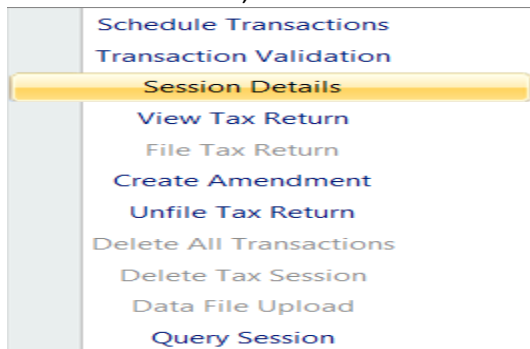 Schedule Transactions
Transaction Validation
Session Details
View Tax Return
File Tax Return
Create Amendment
Unfile Tax Return
Delete All Transactions
Delete Tax Session
Data File Upload
Query Session